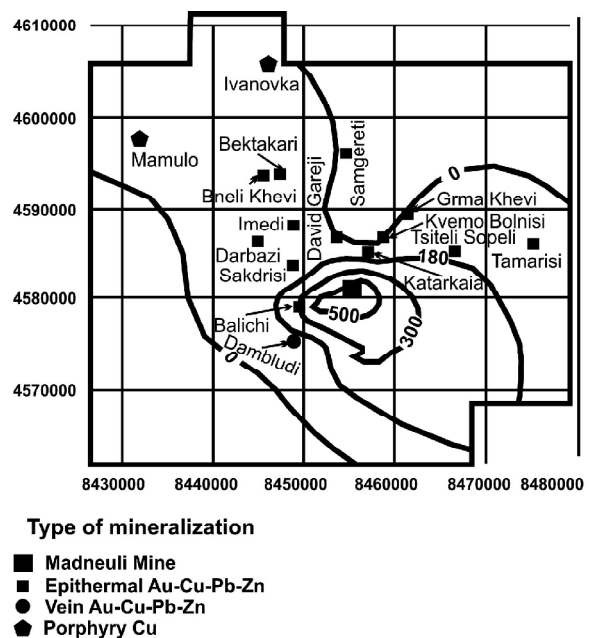 4610000
Ivanovka
4600000
Mamulo
Bektakari
Bneli Khevi
David Gareji
Samgereti
0
4590000
Grma Khevi
Imedi
Kvemo Bolnisi
Darbazi
Tsiteli Sopeli
Sakdrisi
180
Tamarisi
Katarkaia
4580000
500
300
Balichi
Dambludi
0
4570000
8430000 8440000 8450000 8460000 8470000 8480000
Type of mineralization
Madneuli Mine
Epithermal Au-Cu-Pb-Zn
Vein Au-Cu-Pb-Zn
Porphyry Cu